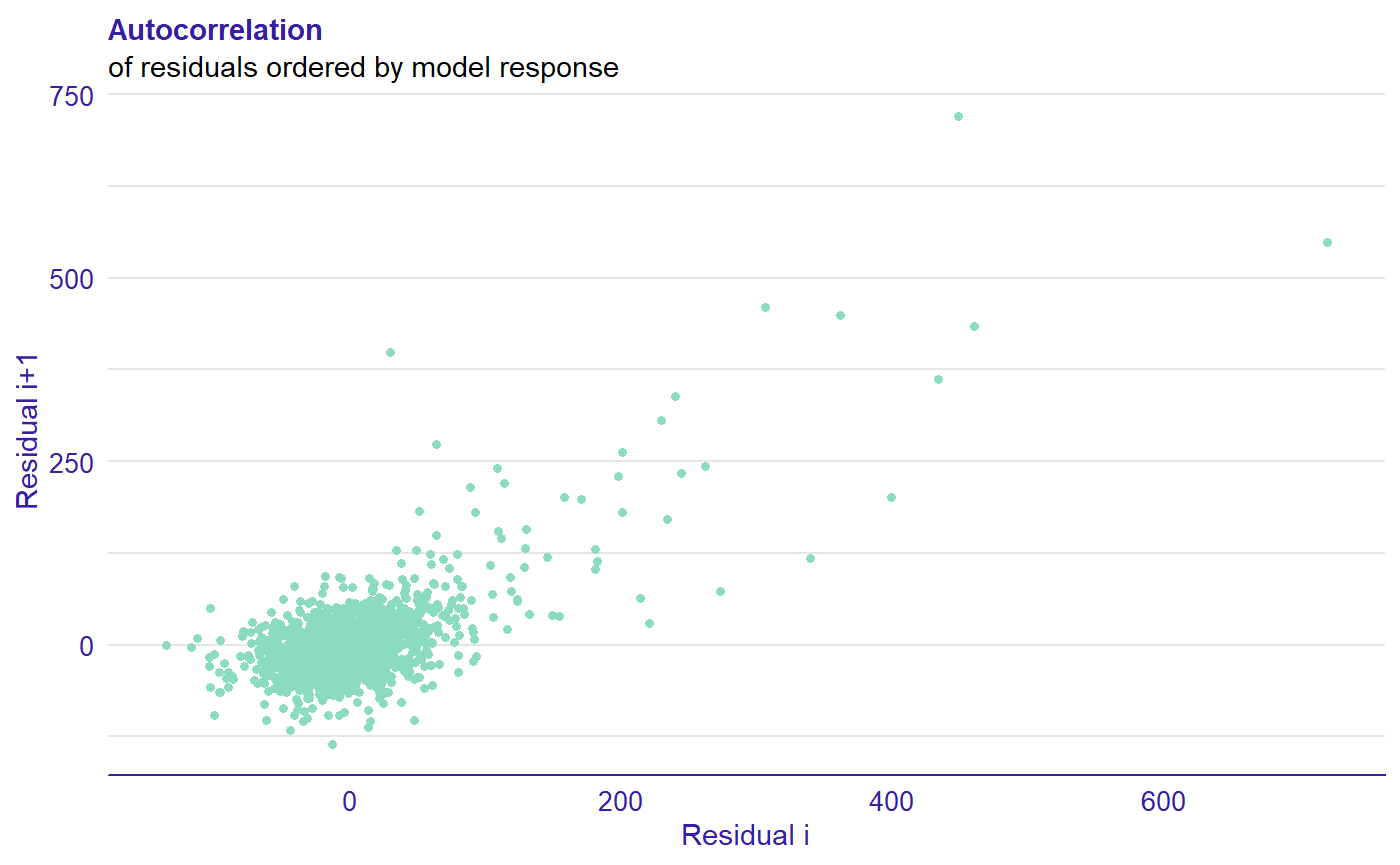 Autocorrelation
of residuals ordered by model response
750
500
250
0
Residual i+1
0 200 400 600
Residual i